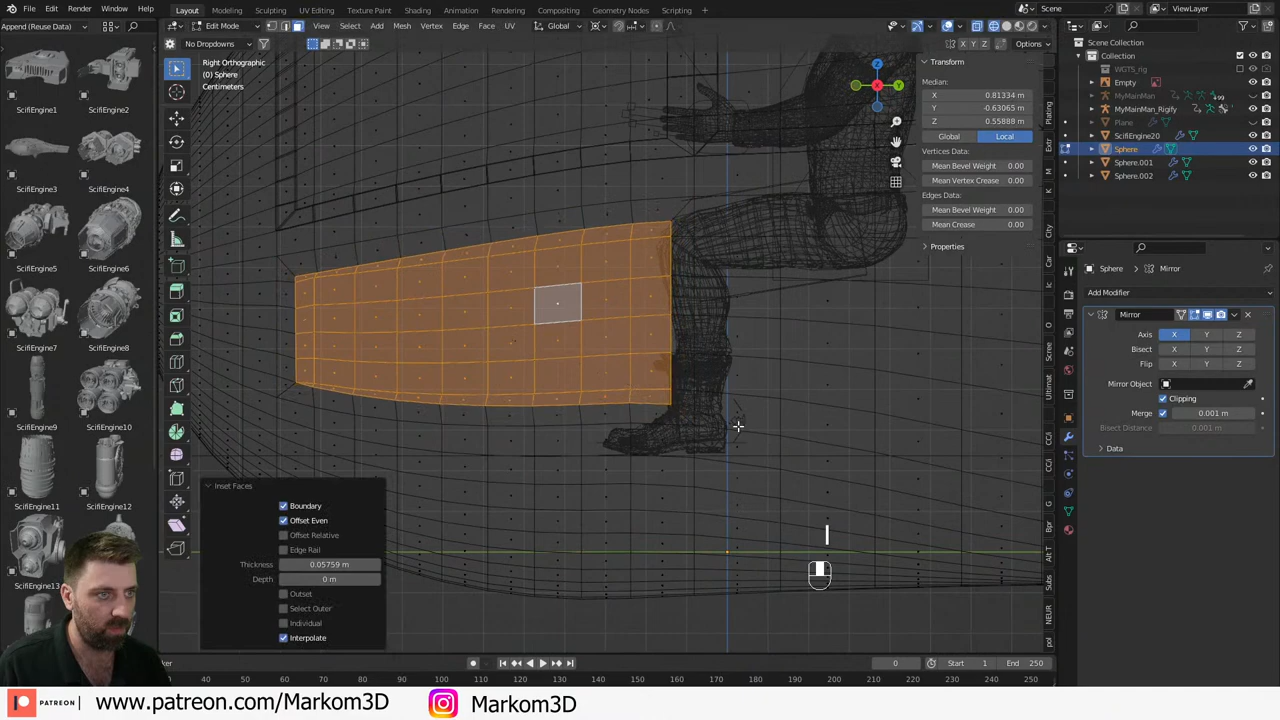 File Edit Render Window Help
Layout Modeling Sculpting UV Editing Texture Paint Shading Animation Rendering Compositing Geometry Nodes Scripting
Scene
ViewLayer
Append (Reuse Data)
Edit Mode View Select Add Mesh Vertex Edge Face UV Global
No Dropdowns
X Y Z Options
Right Orthographic
(0) Sphere
Centimeters
ScifiEngine1 ScifiEngine2
ScifiEngine3 ScifiEngine4
ScifiEngine5 ScifiEngine6
ScifiEngine7 ScifiEngine8
ScifiEngine9 ScifiEngine10
ScifiEngine11 ScifiEngine12
ScifiEngine13
Transform
Median:
X 0.81334 m
Y -0.63065 m
Z 0.55888 m
Global Local
Vertices Data:
Mean Bevel Weight 0.00
Mean Vertex Crease 0.00
Edges Data:
Mean Bevel Weight 0.00
Mean Crease 0.00
Properties
Scene Collection
Collection
WGTS_rig
Empty
MyMainMan
MyMainMan_Rigify
Plane
ScifiEngine20
Sphere
Sphere.001
Sphere.002
Sphere Mirror
Add Modifier
Mirror
Axis X Y Z
Bisect X Y Z
Flip X Y Z
Mirror Object
Clipping
Merge 0.001 m
Bisect Distance 0.001 m
Data
Inset Faces
Boundary
Offset Even
Offset Relative
Edge Rail
Thickness 0.05759 m
Depth 0 m
Outset
Select Outer
Individual
Interpolate
I
0 Start 1 End 250
40 50 60 70 80 90 100 110 120 130 140 150 160 170 180 190 200 210 220 230 240 250
PATREON www.patreon.com/Markom3D Markom3D